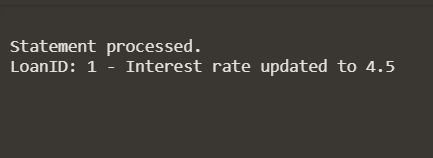 Statement processed.
LoanID: 1 - Interest rate updated to 4.5